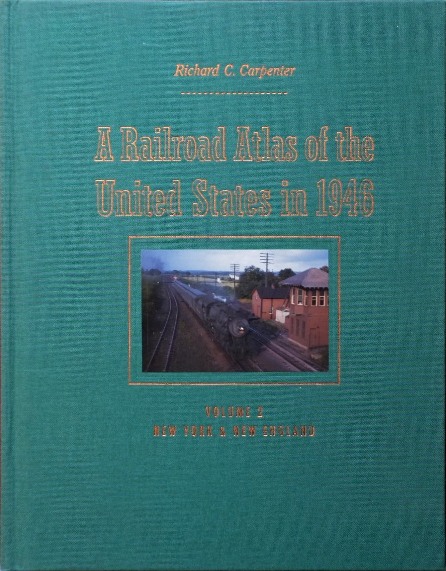 Richard C. Carpenter
A Railroad Atlas of the
United States in 1946
VOLUME 2
NEW YORK & NEW ENGLAND